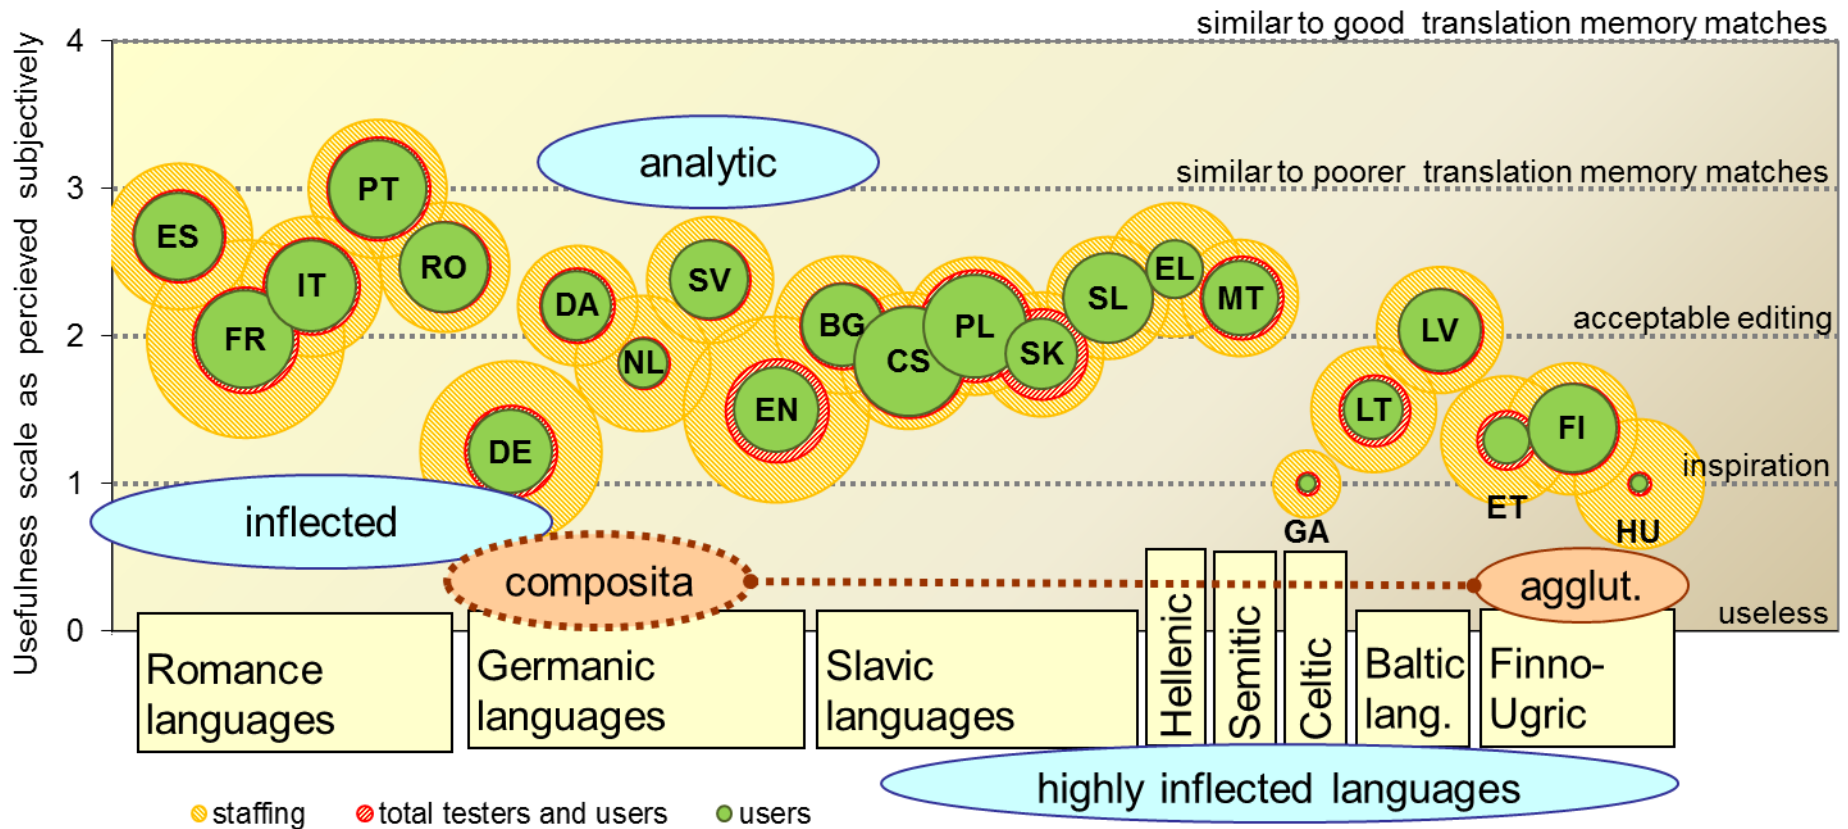 Usefulness scale as percieved subjectively
4
3
2
1
0
similar to good translation memory matches
similar to poorer translation memory matches
acceptable editing
inspiration
useless
analytic
inflected
composita
agglut.
highly inflected languages
ES
FR
IT
PT
RO
DE
DA
NL
SV
EN
BG
CS
PL
SK
SL
EL
MT
GA
LT
LV
ET
FI
HU
Romance
languages
Germanic
languages
Slavic
languages
Hellenic
Semitic
Celtic
Baltic
lang.
Finno-
Ugric
staffing
total testers and users
users